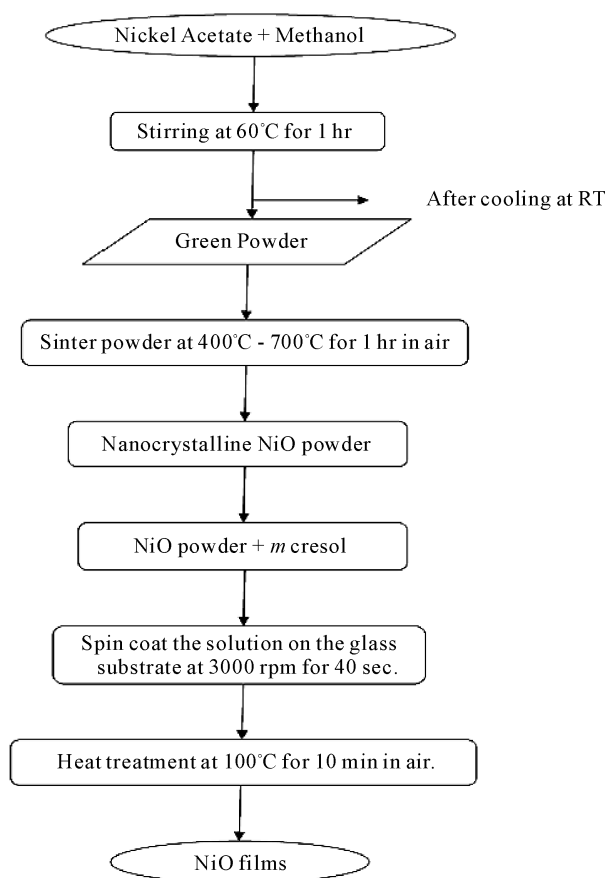 Nickel Acetate + Methanol
Stirring at 60°C for 1 hr
After cooling at RT
Green Powder
Sinter powder at 400°C - 700°C for 1 hr in air
Nanocrystalline NiO powder
NiO powder + m cresol
Spin coat the solution on the glass
substrate at 3000 rpm for 40 sec.
Heat treatment at 100°C for 10 min in air.
NiO films